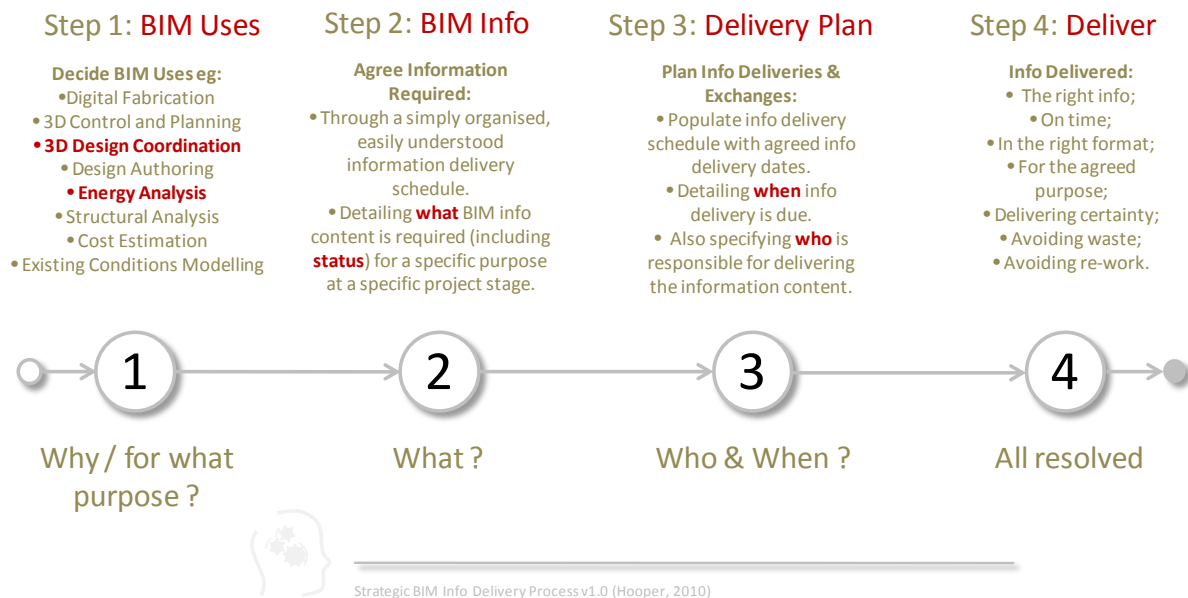 Step 1: BIM Uses
Decide BIM Uses eg:
•Digital Fabrication
•3D Control and Planning
•3D Design Coordination
•Design Authoring
•Energy Analysis
•Structural Analysis
•Cost Estimation
•Existing Conditions Modelling
Step 2: BIM Info
Agree Information
Required:
•Through a simply organised,
easily understood
information delivery
schedule.
•Detailing what BIM info
content is required (including
status) for a specific purpose
at a specific project stage.
Step 3: Delivery Plan
Plan Info Deliveries &
Exchanges:
•Populate info delivery
schedule with agreed info
delivery dates.
•Detailing when info
delivery is due.
• Also specifying who is
responsible for delivering
the information content.
Step 4: Deliver
Info Delivered:
• The right info;
•On time;
•In the right format;
•For the agreed
purpose;
•Delivering certainty;
•Avoiding waste;
•Avoiding re-work.
1
2
3
4
Why / for what
purpose ?
What ?
Who & When ?
All resolved
Strategic BIM Info Delivery Process v1.0 (Hooper, 2010)